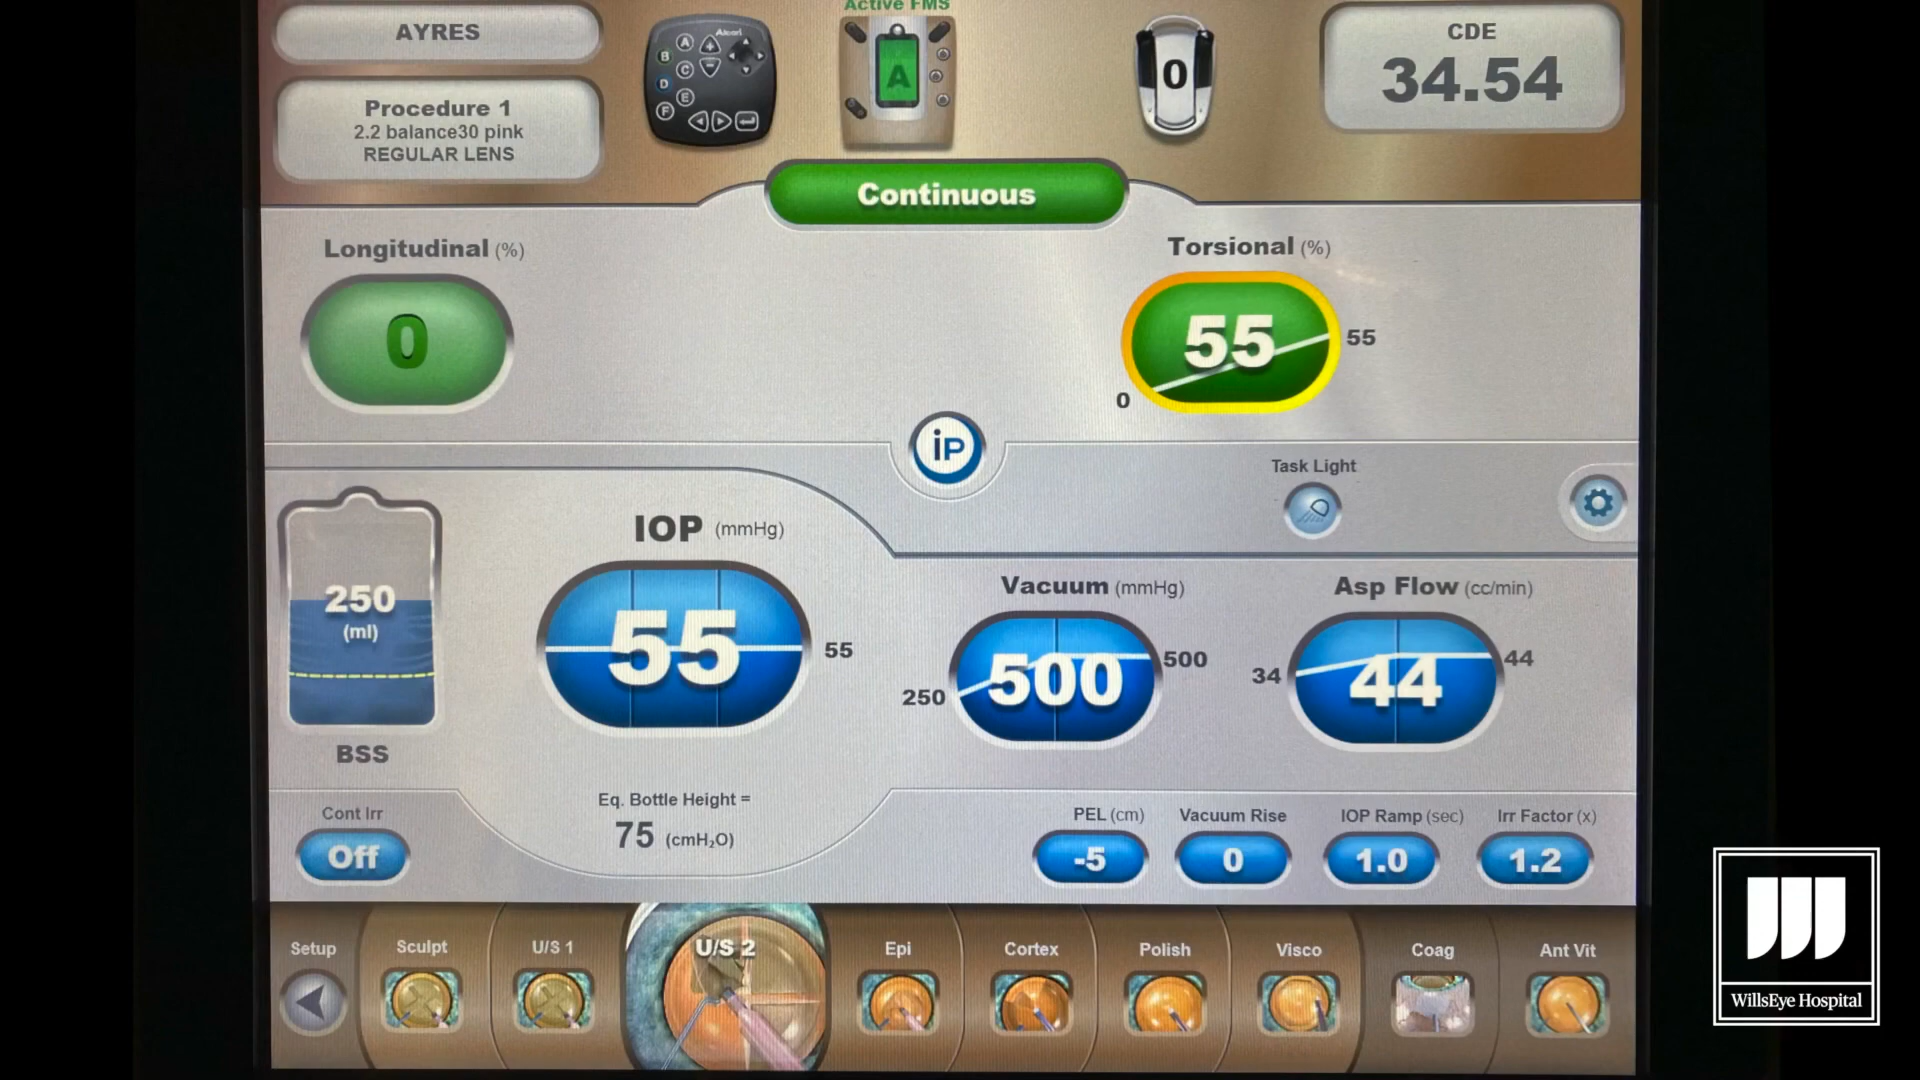 Active FMS
AYRES
Procedure 1
2.2 balance30 pink
REGULAR LENS
Alcon
A
B
C
D
E
F
A
0
CDE
34.54
Continuous
Longitudinal (%)
0
Torsional (%)
55
55
0
iP
Task Light
250
(ml)
BSS
IOP (mmHg)
55
55
Vacuum (mmHg)
500
500
250
Asp Flow (cc/min)
34
44
44
Cont Irr
Off
Eq. Bottle Height =
75 (cmH₂O)
PEL (cm)
-5
Vacuum Rise
0
IOP Ramp (sec)
1.0
Irr Factor (x)
1.2
Setup
Sculpt
U/S 1
U/S 2
Epi
Cortex
Polish
Visco
Coag
Ant Vit
WillsEye Hospital